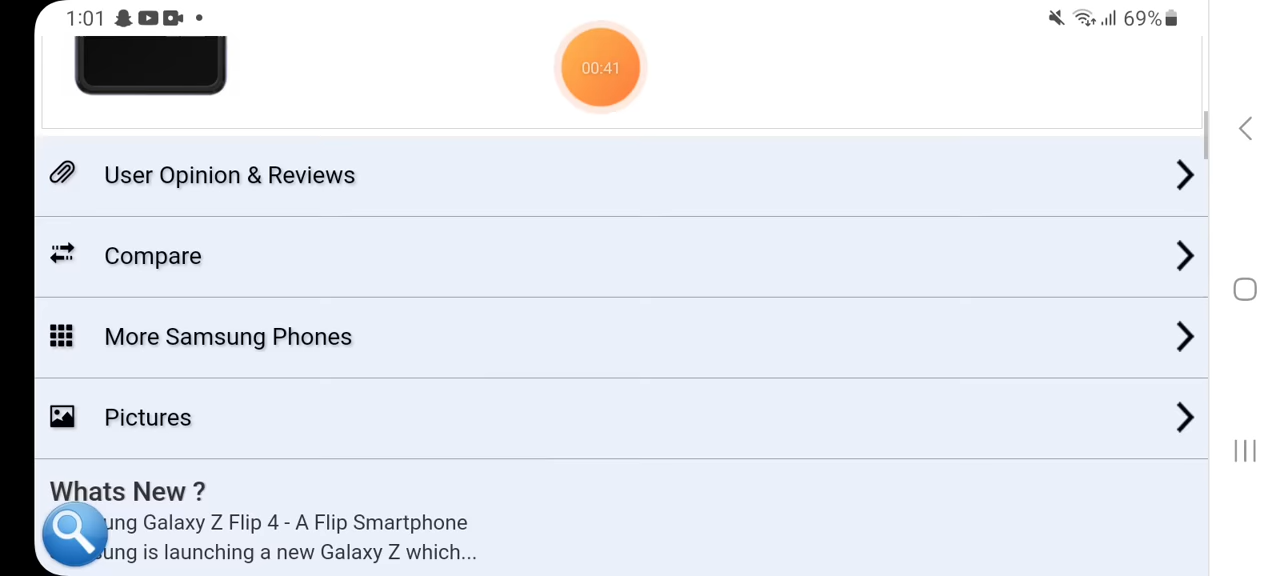 1:01
69%
00:41
User Opinion & Reviews
Compare
More Samsung Phones
Pictures
Whats New ?
ung Galaxy Z Flip 4 - A Flip Smartphone
ung is launching a new Galaxy Z which...